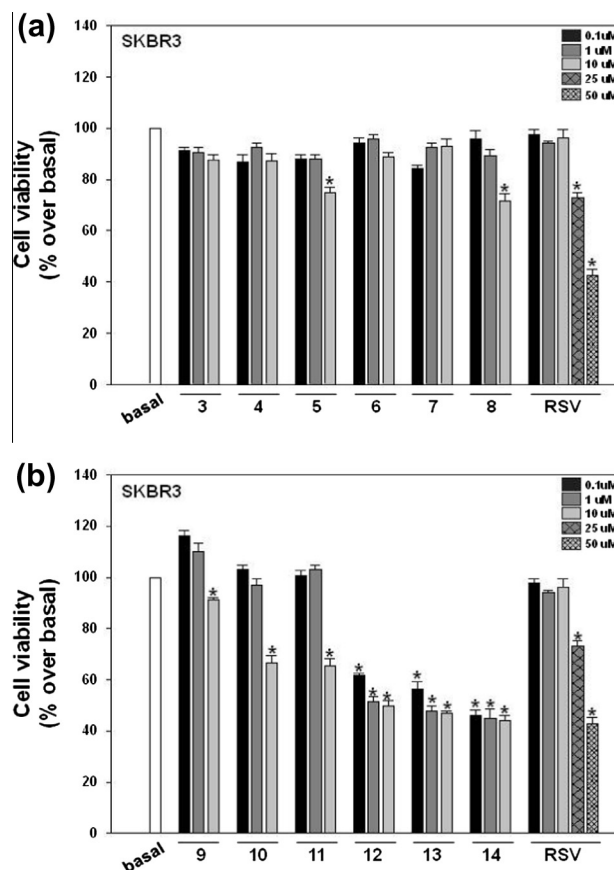 (a)
SKBR3
0.1uM
1 uM
10 uM
25 uM
50 uM
Cell viability
(% over basal)
140
120
100
80
60
40
20
0
* * * *
basal 3 4 5 6 7 8 RSV
(b)
SKBR3
0.1uM
1 uM
10 uM
25 uM
50 uM
Cell viability
(% over basal)
140
120
100
80
60
40
20
0
* * * * * * * * * * * * * *
basal 9 10 11 12 13 14 RSV